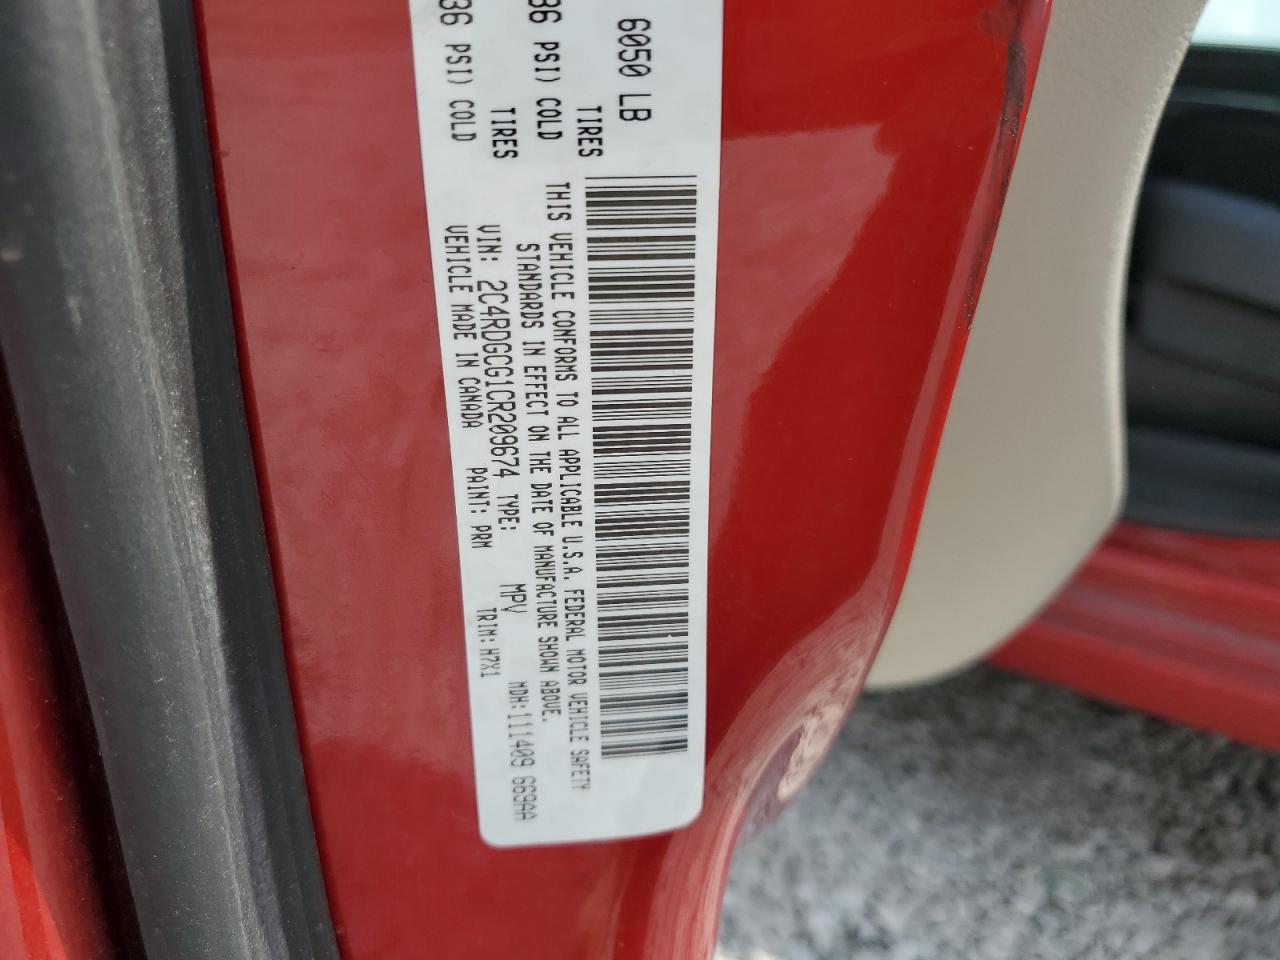 6050 LB
TIRES
36 PSI) COLD
TIRES
36 PSI) COLD
THIS VEHICLE CONFORMS TO ALL APPLICABLE U.S.A. FEDERAL MOTOR VEHICLE SAFETY
STANDARDS IN EFFECT ON THE DATE OF MANUFACTURE SHOWN ABOVE.
VIN: 2C4RDGCG1CR209674 TYPE: MPV MDH:111409 669AA
VEHICLE MADE IN CANADA PAINT: PRM TRIM: H7X1